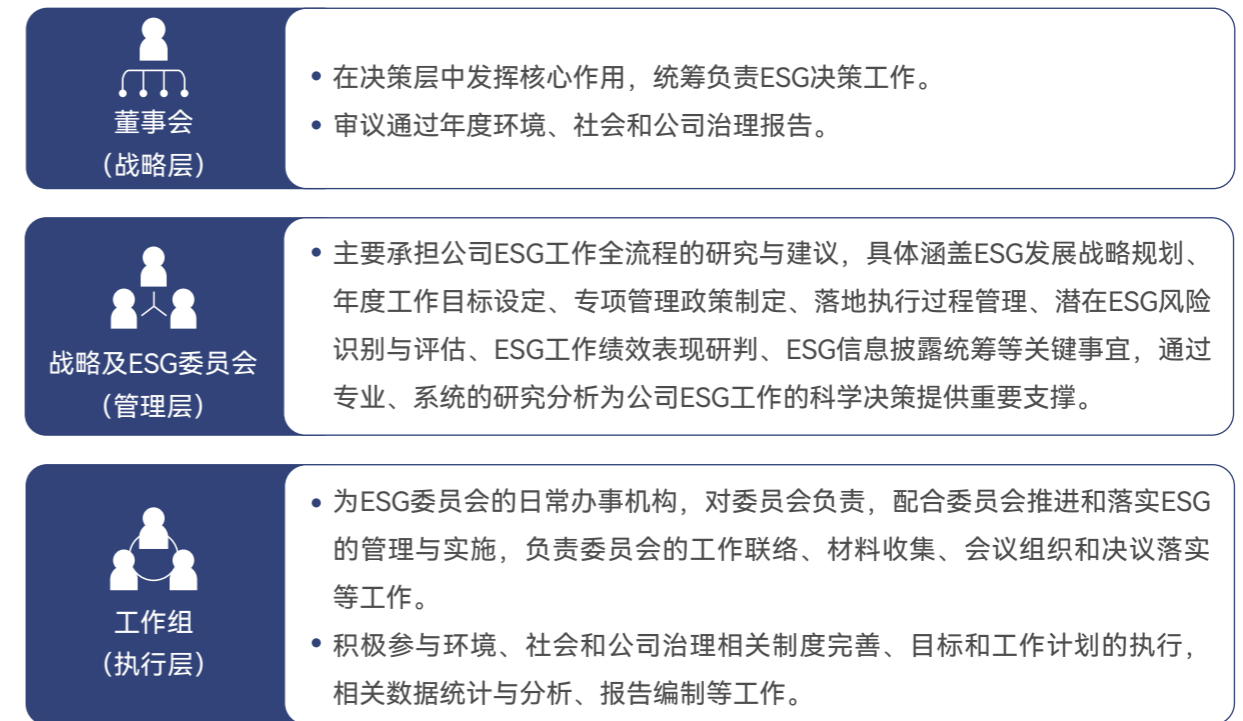 董事会
（战略层）
• 在决策层中发挥核心作用，统筹负责ESG决策工作。
• 审议通过年度环境、社会和公司治理报告。
战略及ESG委员会
（管理层）
• 主要承担公司ESG工作全流程的研究与建议，具体涵盖ESG发展战略规划、
年度工作目标设定、专项管理政策制定、落地执行过程管理、潜在ESG风险
识别与评估、ESG工作绩效表现研判、ESG信息披露统筹等关键事宜，通过
专业、系统的研究分析为公司ESG工作的科学决策提供重要支撑。
工作组
（执行层）
• 为ESG委员会的日常办事机构，对委员会负责，配合委员会推进和落实ESG
的管理与实施，负责委员会的工作联络、材料收集、会议组织和决议落实
等工作。
• 积极参与环境、社会和公司治理相关制度完善、目标和工作计划的执行，
相关数据统计与分析、报告编制等工作。